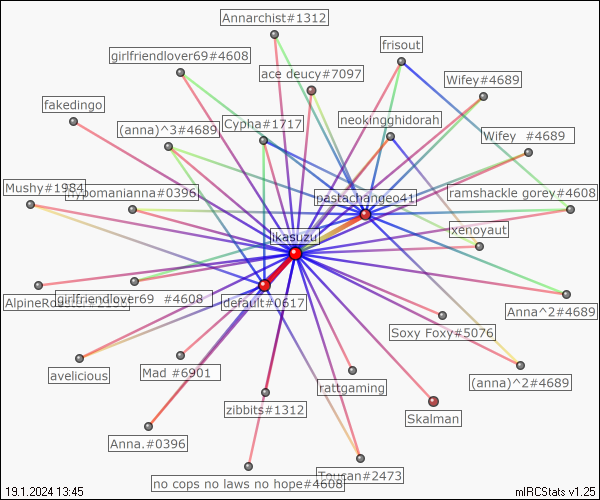 Annarchist#1312
frisout
girlfriendlover69#4608
ace deucy#7097
Wifey#4689
fakedingo
(anna)^3#4689
Cypha#1717
neokingghidorah
Wifey #4689
Mushy#1984
hypomanianna#0396
pastachangeo41
ramshackle gorey#4608
xenoyaut
ikasuzu
AlpineRooster#2158
girlfriendlover69 #4608
default#0617
Anna^2#4689
Soxy Foxy#5076
avelicious
Mad #6901
rattgaming
(anna)^2#4689
zibbits#1312
Skalman
Anna.#0396
no cops no laws no hope#4608
Toucan#2473
19.1.2024 13:45
mIRCStats v1.25